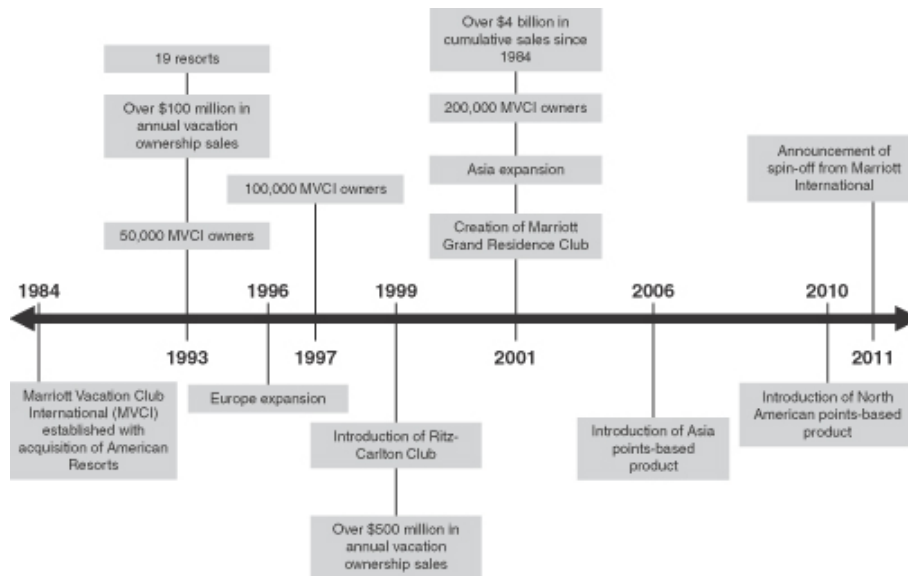 19 resorts
Over $100 million in
annual vacation
ownership sales
50,000 MVCI owners
100,000 MVCI owners
Over $4 billion in
cumulative sales since
1984
200,000 MVCI owners
Asia expansion
Creation of Marriott
Grand Residence Club
Announcement of
spin-off from Marriott
International
1984
1996
1999
2006
2010
1993
1997
2001
2011
Marriott Vacation Club
International (MVCI)
established with
acquisition of American
Resorts
Europe expansion
Introduction of Ritz-
Carlton Club
Over $500 million in
annual vacation
ownership sales
Introduction of Asia
points-based
product
Introduction of North
American points-based
product